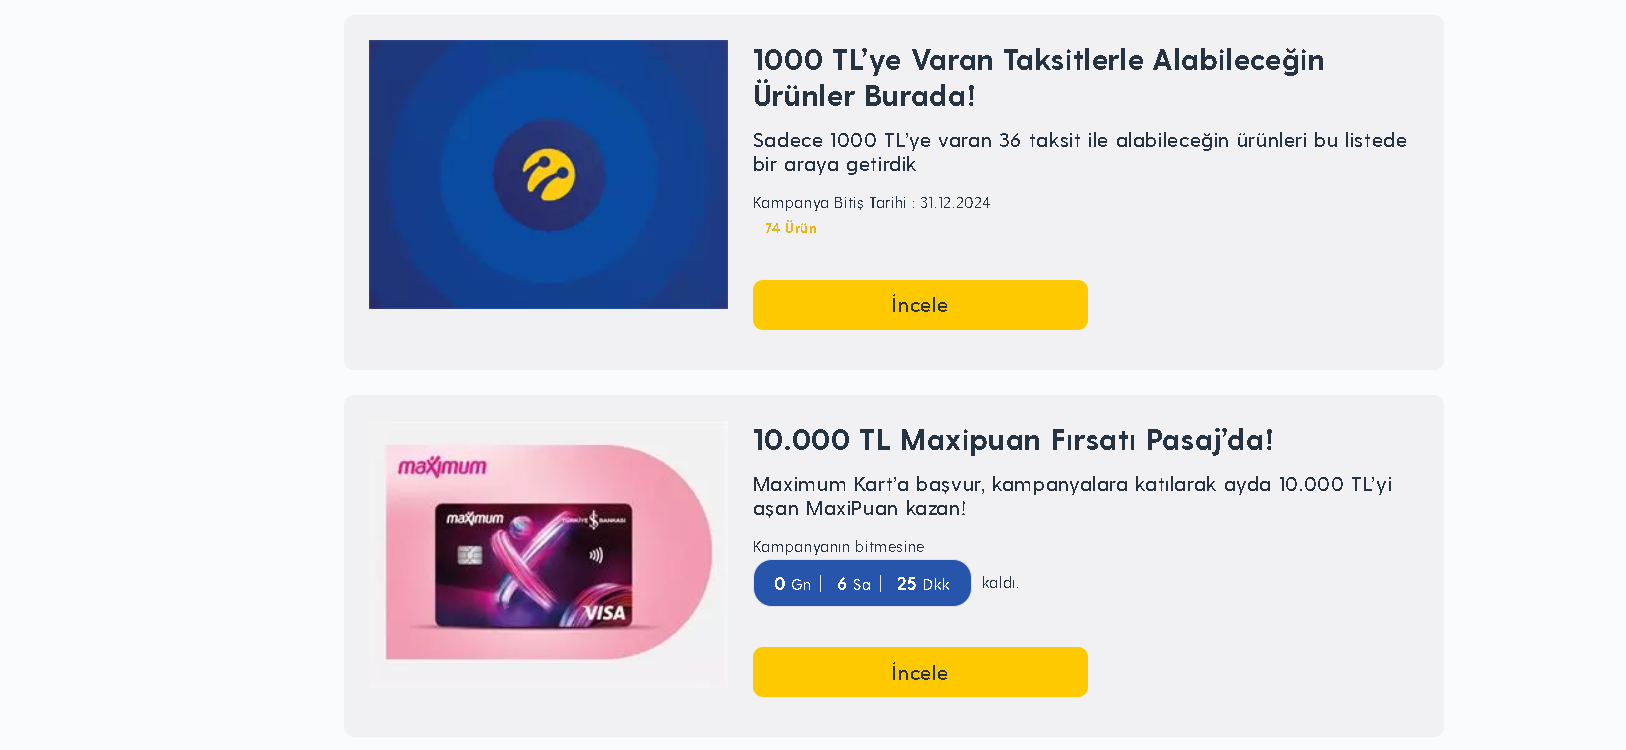 1000 TL’ye Varan Taksitlerle Alabileceğin
Ürünler Burada!
Sadece 1000 TL’ye varan 36 taksit ile alabileceğin ürünleri bu listede
bir araya getirdik
Kampanya Bitiş Tarihi : 31.12.2024
74 Ürün
İncele
maximum
maximum
TÜRKİYE İŞ BANKASI
VISA
10.000 TL Maxipuan Fırsatı Pasaj’da!
Maximum Kart’a başvur, kampanyalara katılarak ayda 10.000 TL’yi
aşan MaxiPuan kazan!
Kampanyanın bitmesine
0 Gn | 6 Sa | 25 Dkk kaldı.
İncele